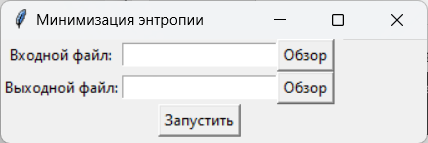 Минимизация энтропии
Входной файл: Обзор
Выходной файл: Обзор
Запустить